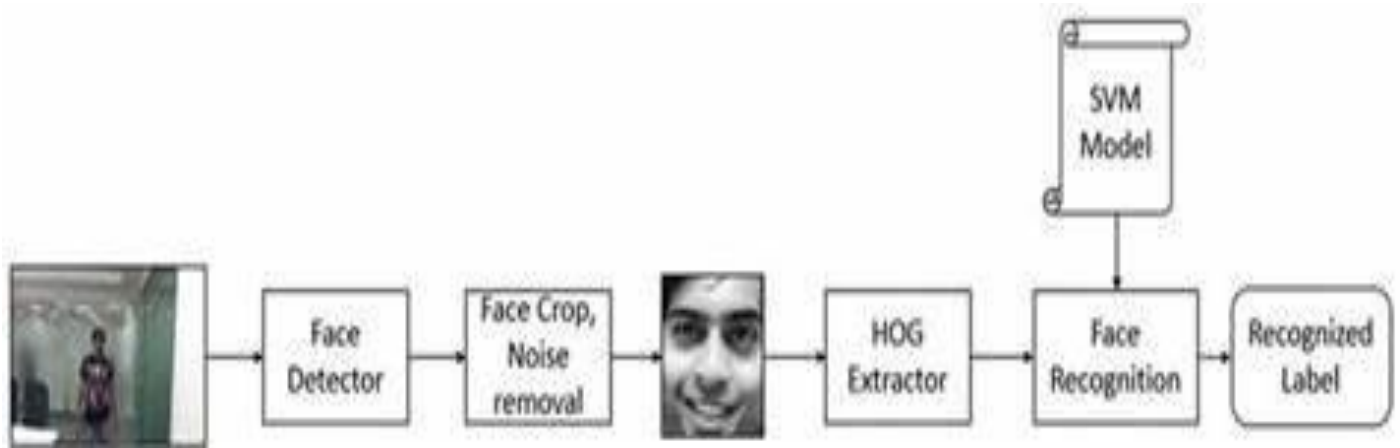 SVM
Model
Face
Detector
Face Crop,
Noise
removal
HOG
Extractor
Face
Recognition
Recognized
Label